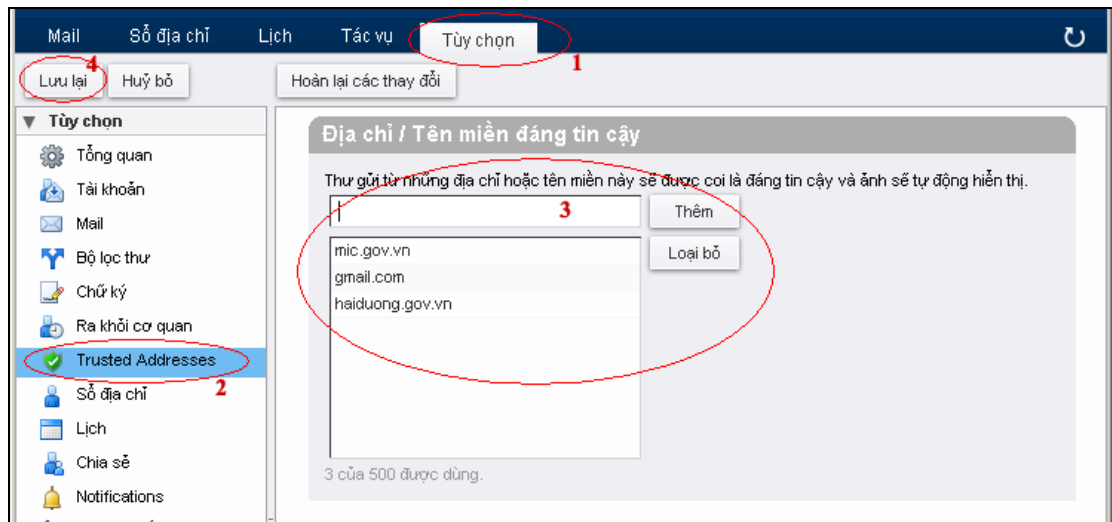 Mail Sổ địa chỉ Lịch Tác vụ Tùy chọn 1
4
Lưu lại Huỷ bỏ Hoàn lại các thay đổi
Tùy chọn
Tổng quan
Tài khoản
Mail
Bộ lọc thư
Chữ ký
Ra khỏi cơ quan
Trusted Addresses
2
Sổ địa chỉ
Lịch
Chia sẻ
Notifications
Địa chỉ / Tên miền đáng tin cậy
Thư gửi từ những địa chỉ hoặc tên miền này sẽ được coi là đáng tin cậy và ảnh sẽ tự động hiển thị.
3 Thêm
mic.gov.vn Loại bỏ
gmail.com
haiduong.gov.vn
3 của 500 được dùng.